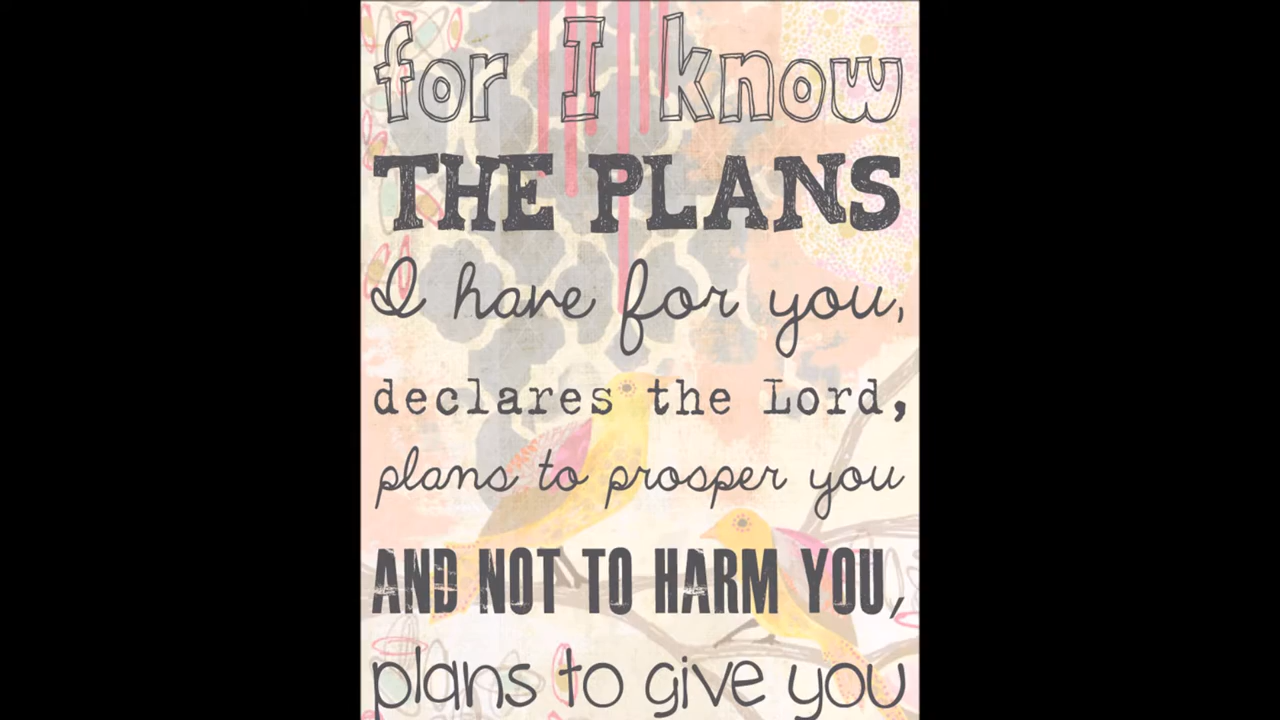 for I know
THE PLANS
I have for you,
declares the Lord,
plans to prosper you
AND NOT TO HARM YOU,
plans to give you